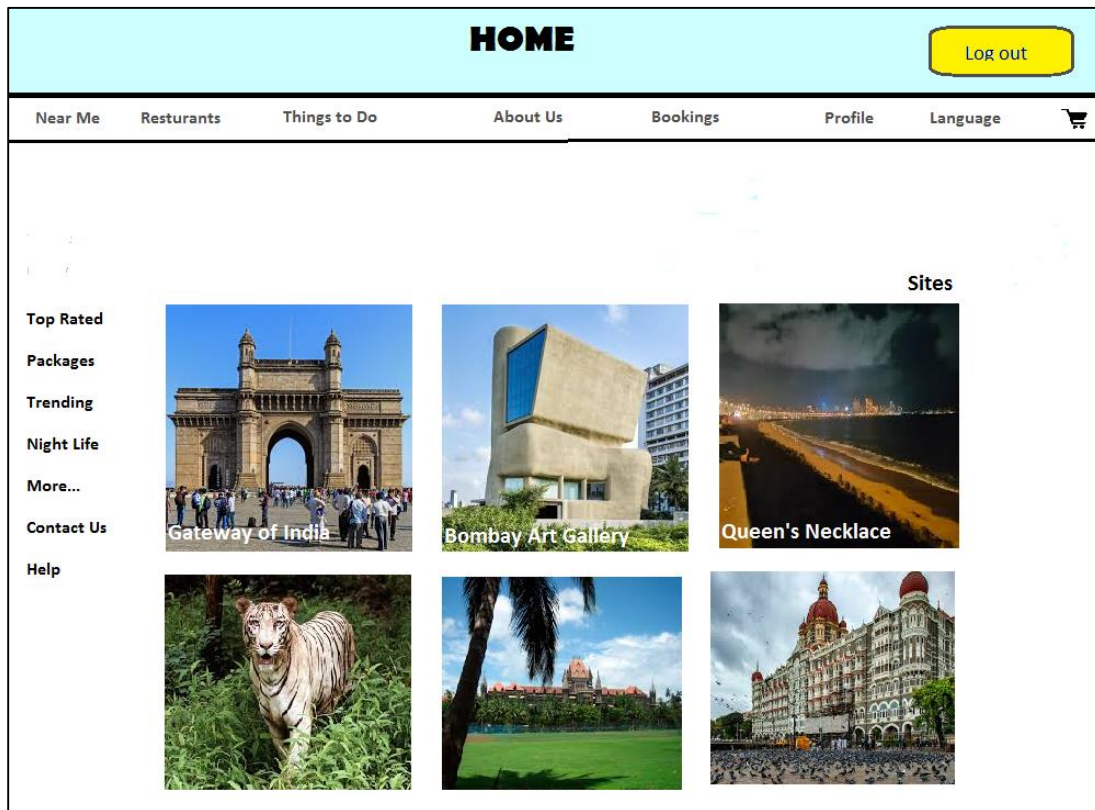 HOME
Log out
Near Me Resturants Things to Do About Us Bookings Profile Language
Sites
Top Rated
Packages
Trending
Night Life
More...
Contact Us
Help
Gateway of India
Bombay Art Gallery
Queen's Necklace